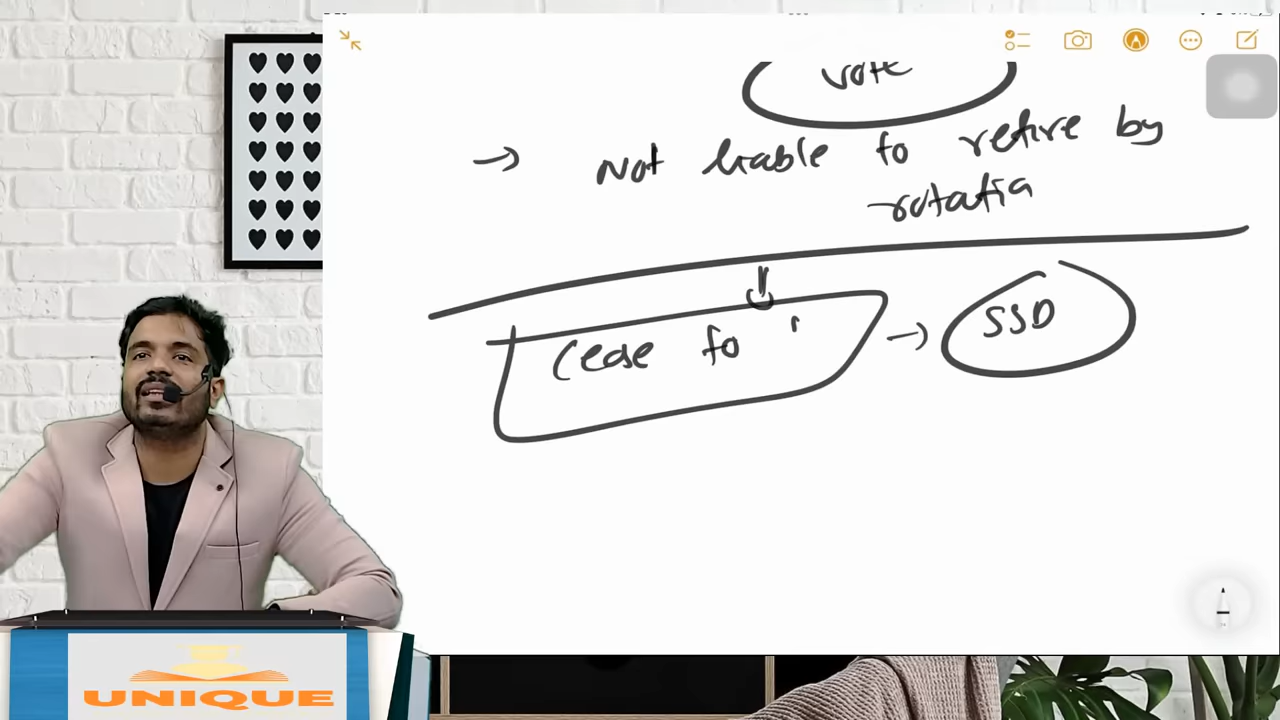 vote
→ Not liable to retire by
rotatia
cease to → SSD
UNIQUE